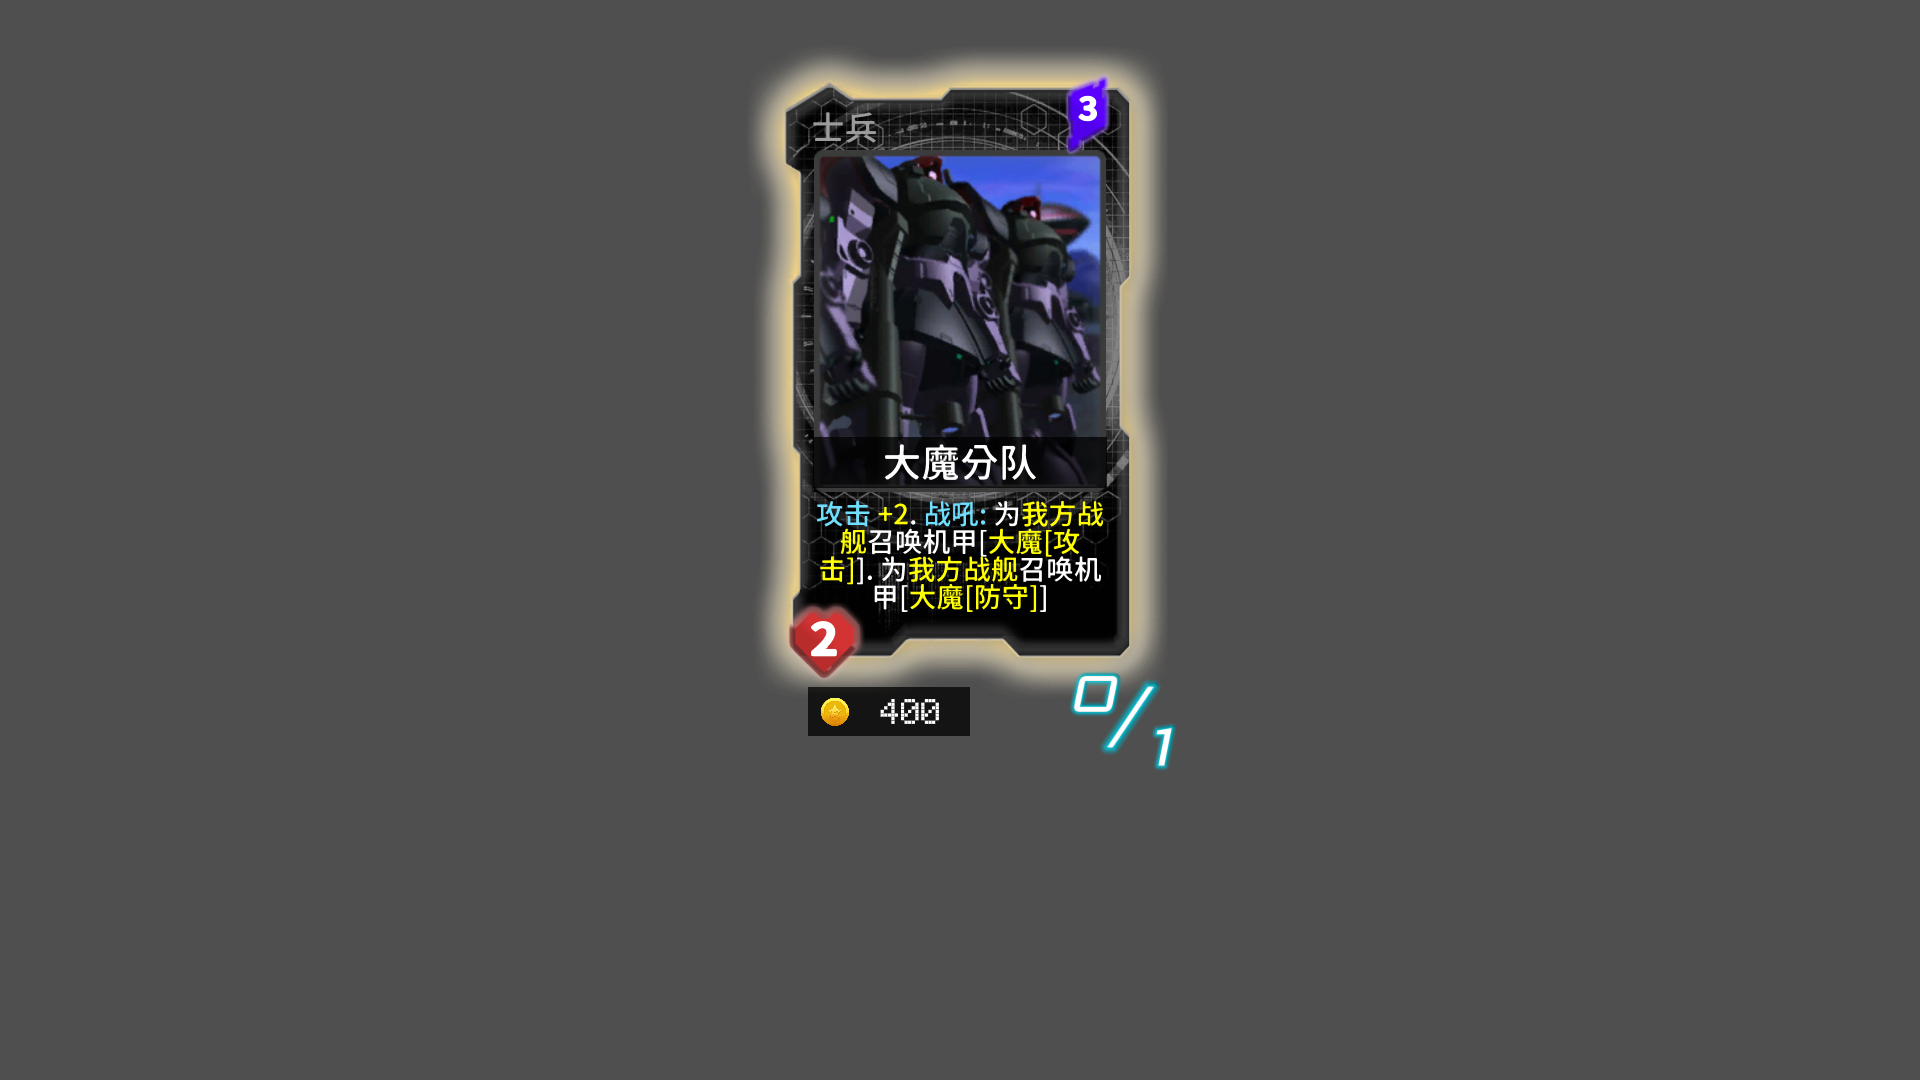 士兵
3
大魔分队
攻击 +2. 战吼: 为我方战
舰召唤机甲[大魔[攻
击]]. 为我方战舰召唤机
甲[大魔[防守]]
2
400
0/1